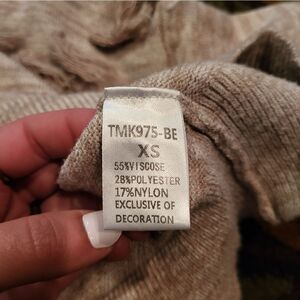 TMK975-BE
XS
55%VISCOSE
28%POLYESTER
17%NYLON
EXCLUSIVE OF
DECORATION